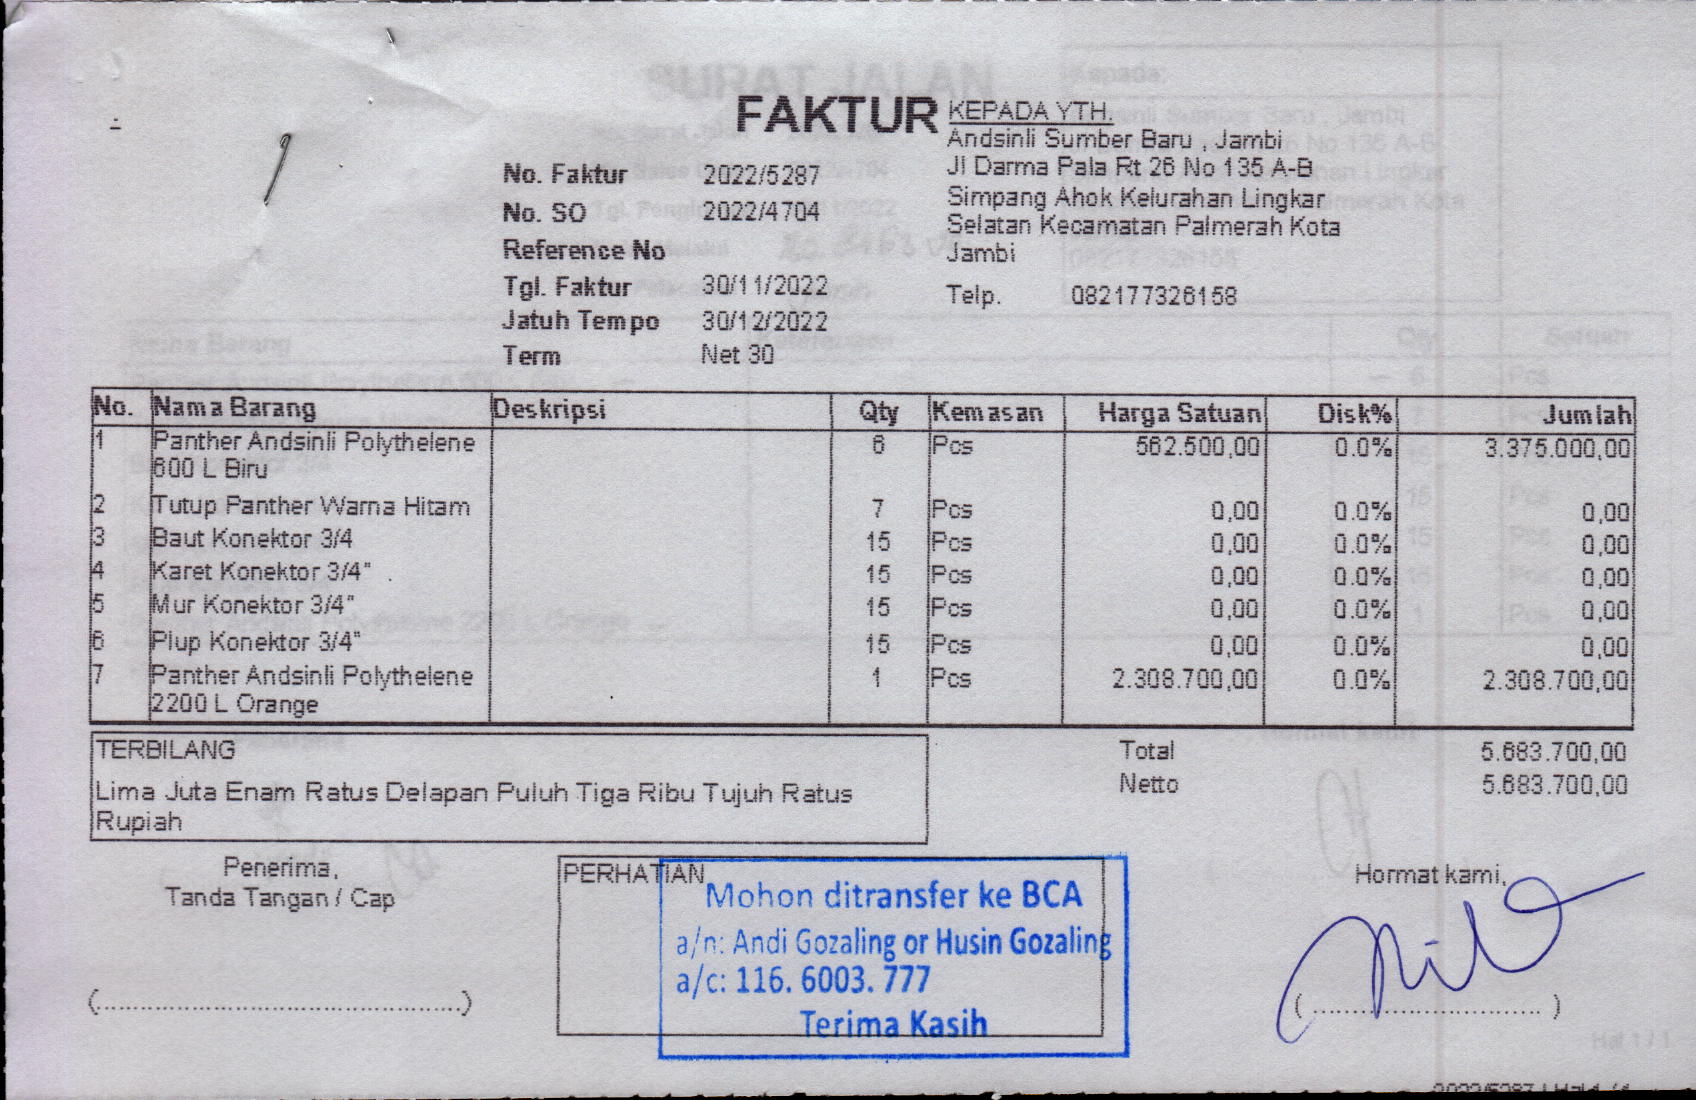 FAKTUR
KEPADA YTH.
Andsinli Sumber Baru , Jambi
Jl Darma Pala Rt 26 No 135 A-B
Simpang Ahok Kelurahan Lingkar
Selatan Kecamatan Palmerah Kota
Jambi
Telp. 082177326158
No. Faktur 2022/5287
No. SO 2022/4704
Reference No
Tgl. Faktur 30/11/2022
Jatuh Tempo 30/12/2022
Term Net 30
No. Nama Barang Deskripsi Qty Kemasan Harga Satuan Disk% Jumlah
1 Panther Andsinli Polythelene 6 Pcs 562.500,00 0.0% 3.375.000,00
600 L Biru
2 Tutup Panther Warna Hitam 7 Pcs 0,00 0.0% 0,00
3 Baut Konektor 3/4 15 Pcs 0,00 0.0% 0,00
4 Karet Konektor 3/4" 15 Pcs 0,00 0.0% 0,00
5 Mur Konektor 3/4" 15 Pcs 0,00 0.0% 0,00
6 Plup Konektor 3/4" 15 Pcs 0,00 0.0% 0,00
7 Panther Andsinli Polythelene 1 Pcs 2.308.700,00 0.0% 2.308.700,00
2200 L Orange
TERBILANG
Lima Juta Enam Ratus Delapan Puluh Tiga Ribu Tujuh Ratus
Rupiah
Total 5.683.700,00
Netto 5.683.700,00
Penerima,
Tanda Tangan / Cap
(............................................)
PERHATIAN
Mohon ditransfer ke BCA
a/n: Andi Gozaling or Husin Gozaling
a/c: 116. 6003. 777
Terima Kasih
Hormat kami,
(............................)